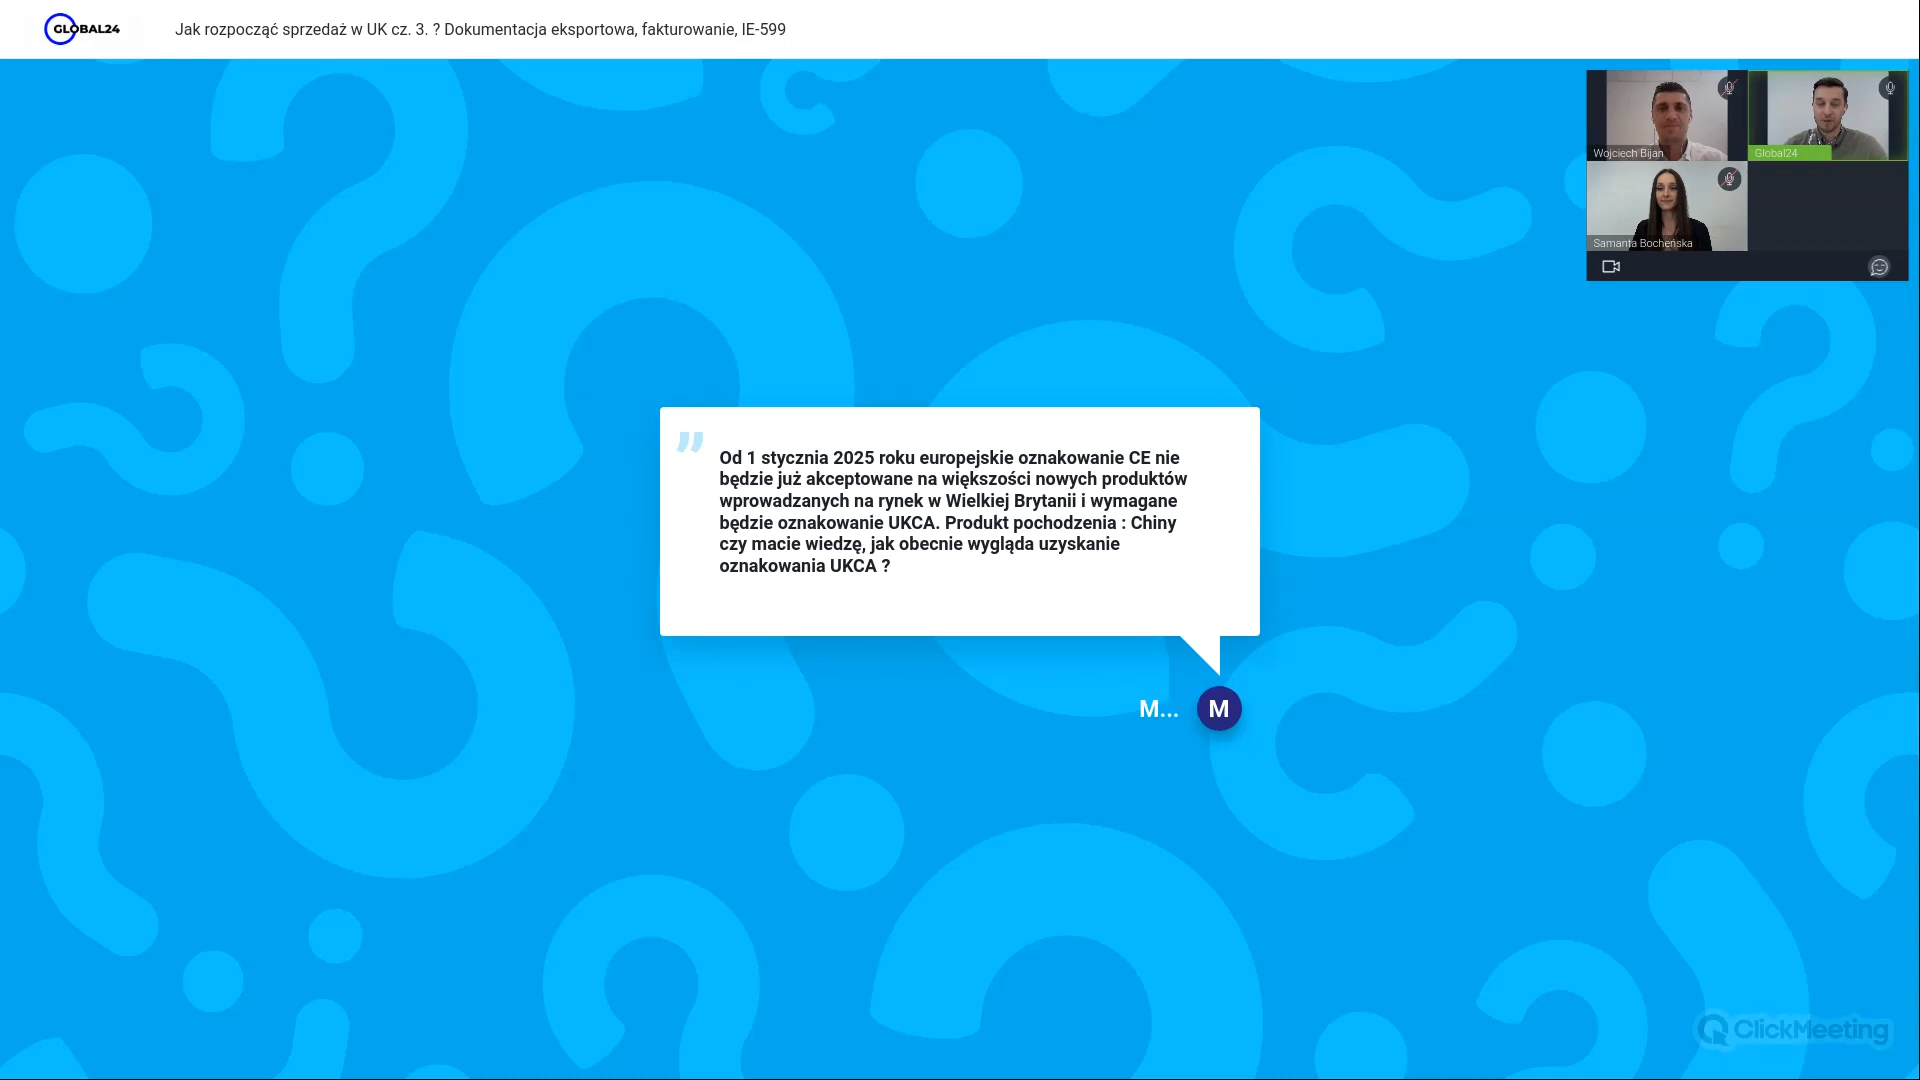 GLOBAL24
Jak rozpocząć sprzedaż w UK cz. 3. ? Dokumentacja eksportowa, fakturowanie, IE-599
Wojciech Bijan
Global24
Samanta Bocheńska
Od 1 stycznia 2025 roku europejskie oznakowanie CE nie
będzie już akceptowane na większości nowych produktów
wprowadzanych na rynek w Wielkiej Brytanii i wymagane
będzie oznakowanie UKCA. Produkt pochodzenia : Chiny
czy macie wiedzę, jak obecnie wygląda uzyskanie
oznakowania UKCA ?
M...
M
ClickMeeting